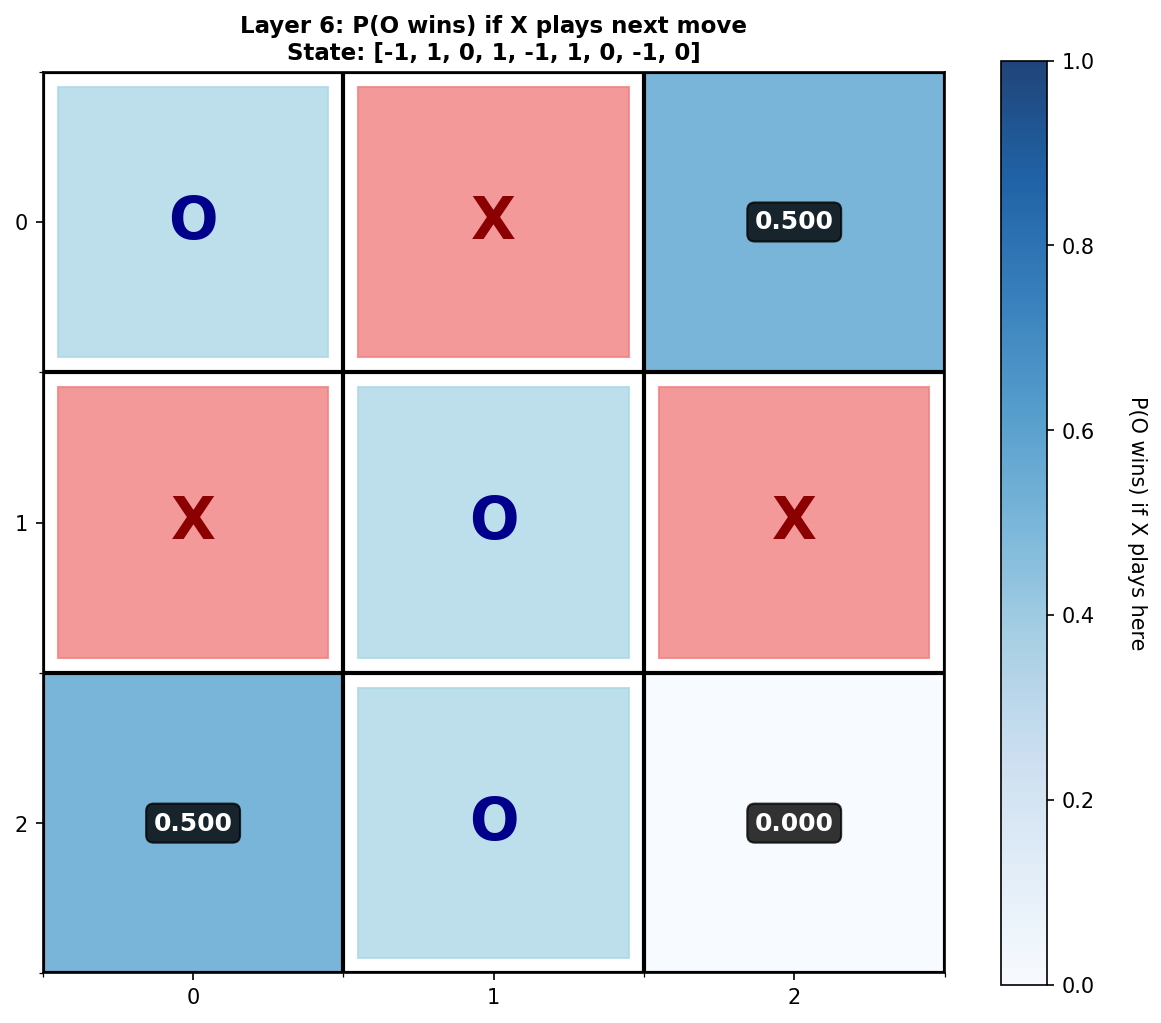 Layer 6: P(O wins) if X plays next move
State: [-1, 1, 0, 1, -1, 1, 0, -1, 0]
O X 0.500
X O X
0.500 O 0.000
0
1
2
0 1 2
1.0
0.8
0.6
0.4
0.2
0.0
P(O wins) if X plays here